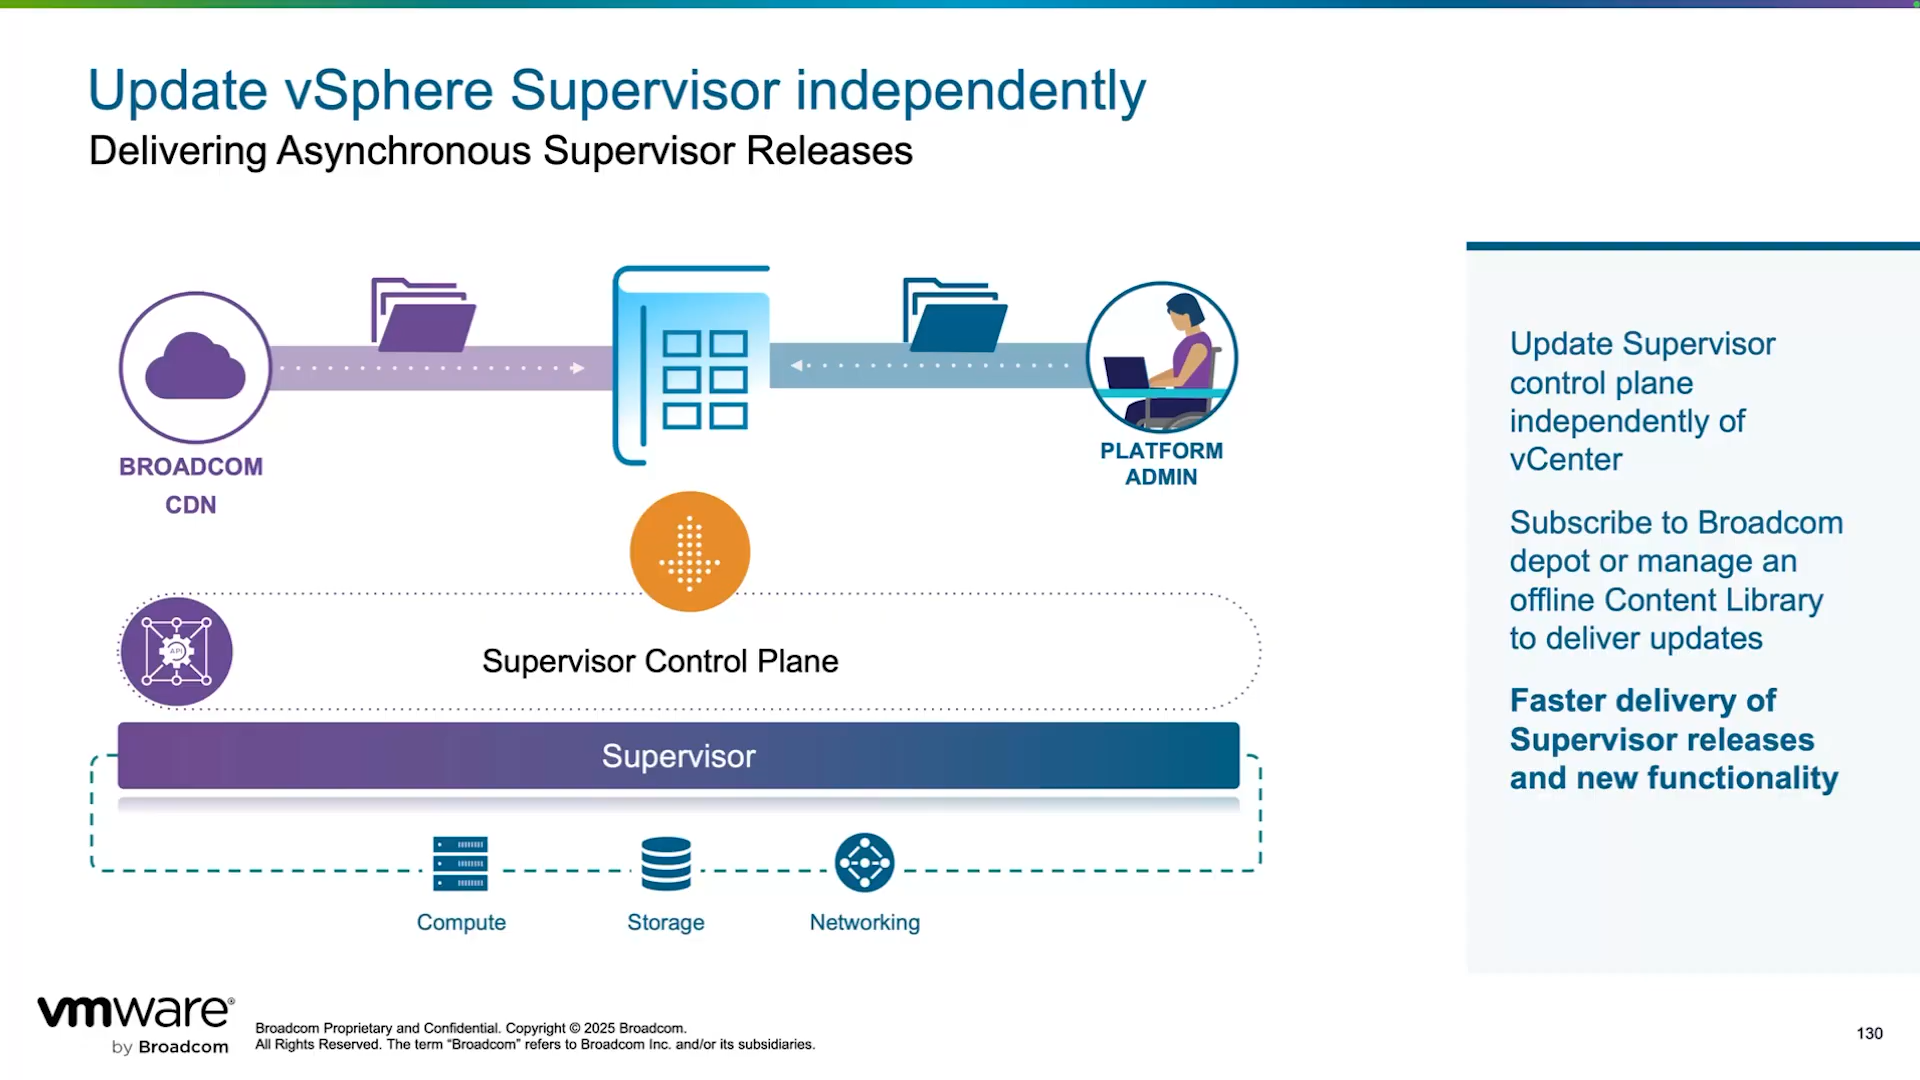 Update vSphere Supervisor independently
Delivering Asynchronous Supervisor Releases
BROADCOM
CDN
PLATFORM
ADMIN
API
Supervisor Control Plane
Supervisor
Compute
Storage
Networking
Update Supervisor
control plane
independently of
vCenter
Subscribe to Broadcom
depot or manage an
offline Content Library
to deliver updates
Faster delivery of
Supervisor releases
and new functionality
vmware®
by Broadcom
Broadcom Proprietary and Confidential. Copyright © 2025 Broadcom.
All Rights Reserved. The term “Broadcom” refers to Broadcom Inc. and/or its subsidiaries.
130